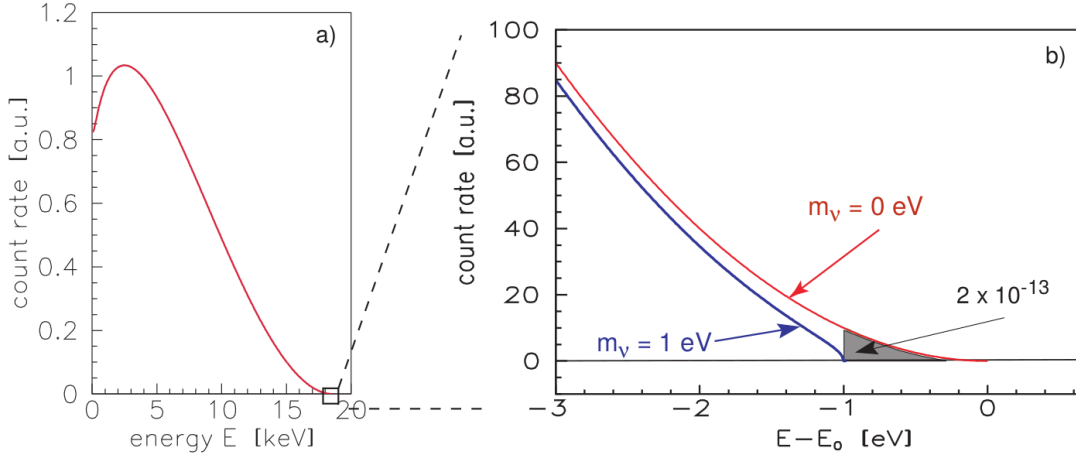 a)
count rate [a.u.]
1.2
1
0.8
0.6
0.4
0.2
0
0 5 10 15 20
energy E [keV]
b)
count rate [a.u.]
100
80
60
40
20
0
m_ν = 0 eV
2 x 10⁻¹³
m_ν = 1 eV
−3 −2 −1 0
E−E₀ [eV]